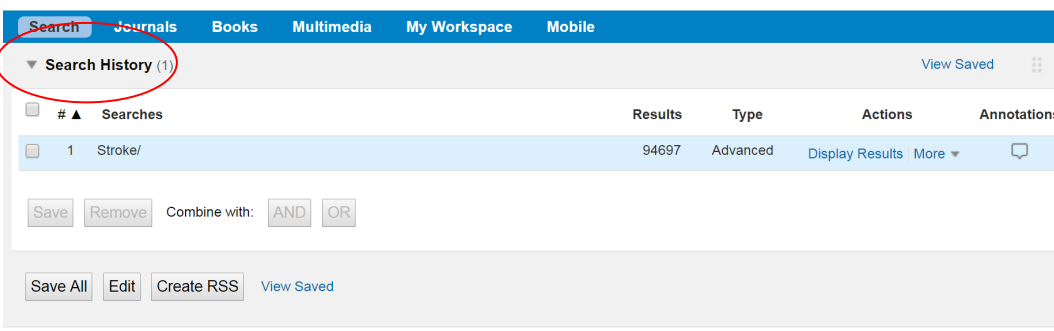 Search Journals Books Multimedia My Workspace Mobile
▼ Search History (1) View Saved
# ▲ Searches Results Type Actions Annotations
1 Stroke/ 94697 Advanced Display Results More ▼
Save Remove Combine with: AND OR
Save All Edit Create RSS View Saved